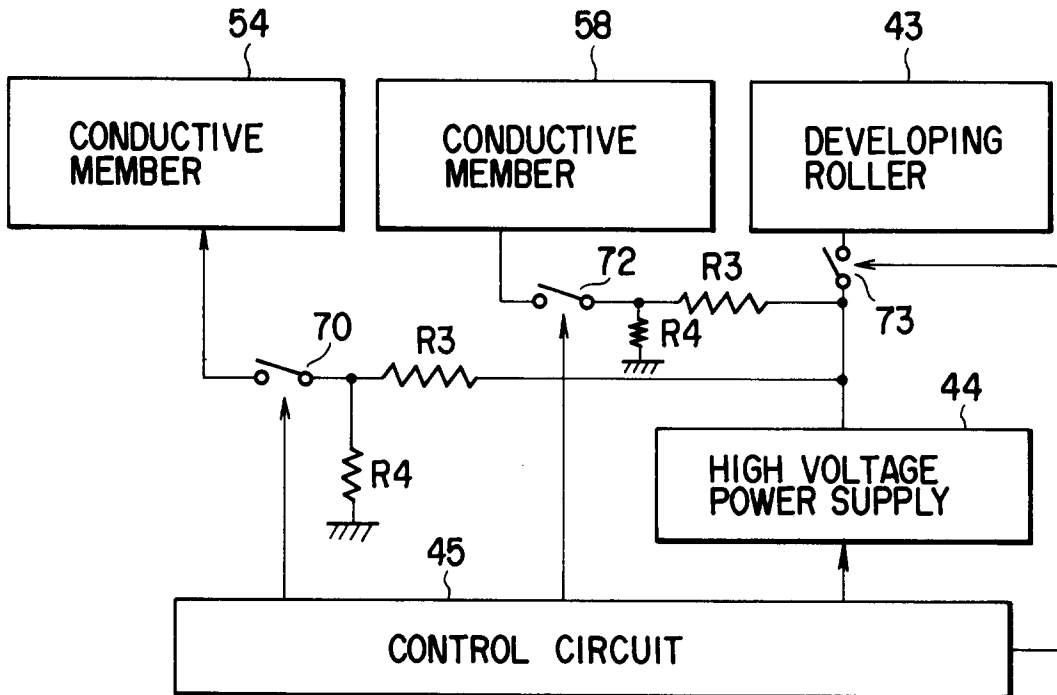 54
58
43
CONDUCTIVE
MEMBER
CONDUCTIVE
MEMBER
DEVELOPING
ROLLER
72
R3
73
R4
70
R3
44
R4
HIGH VOLTAGE
POWER SUPPLY
45
CONTROL CIRCUIT